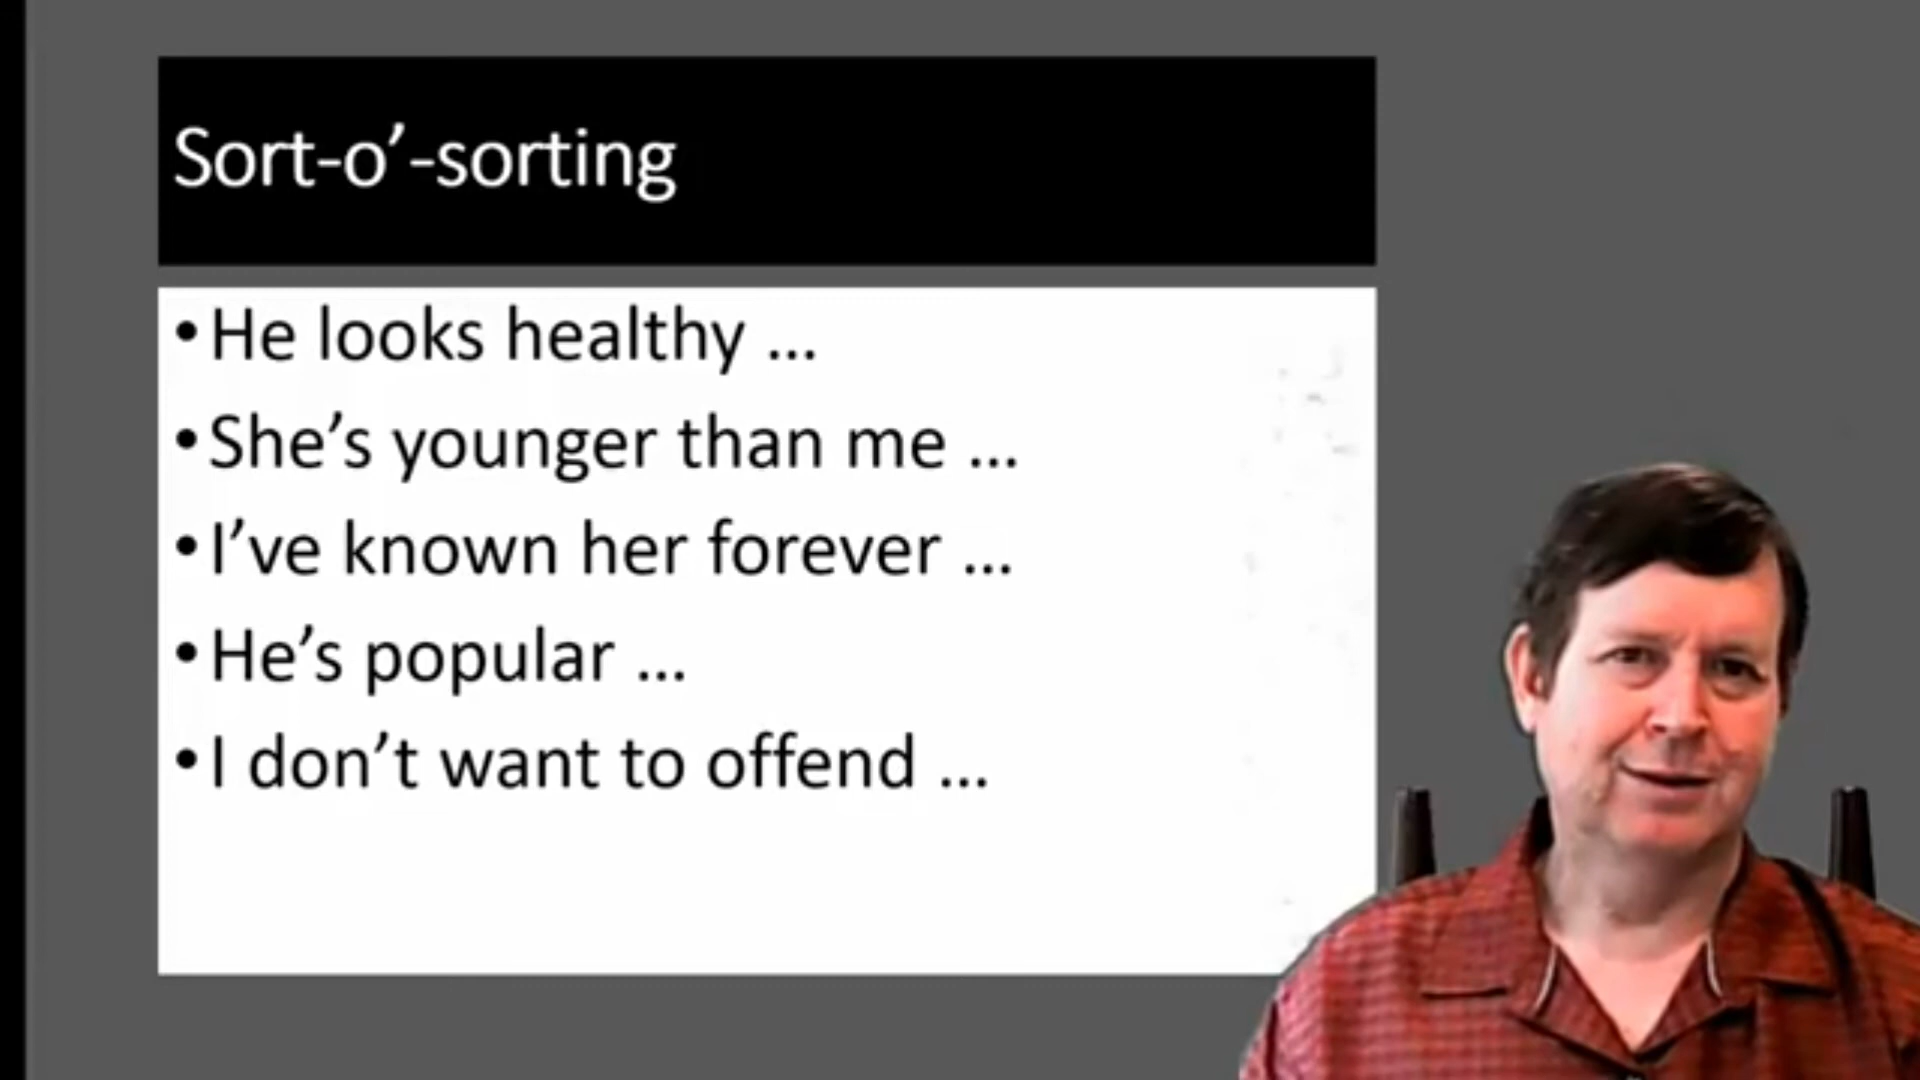 Sort-o’-sorting
•He looks healthy ...
•She’s younger than me ...
•I’ve known her forever ...
•He’s popular ...
•I don’t want to offend ...